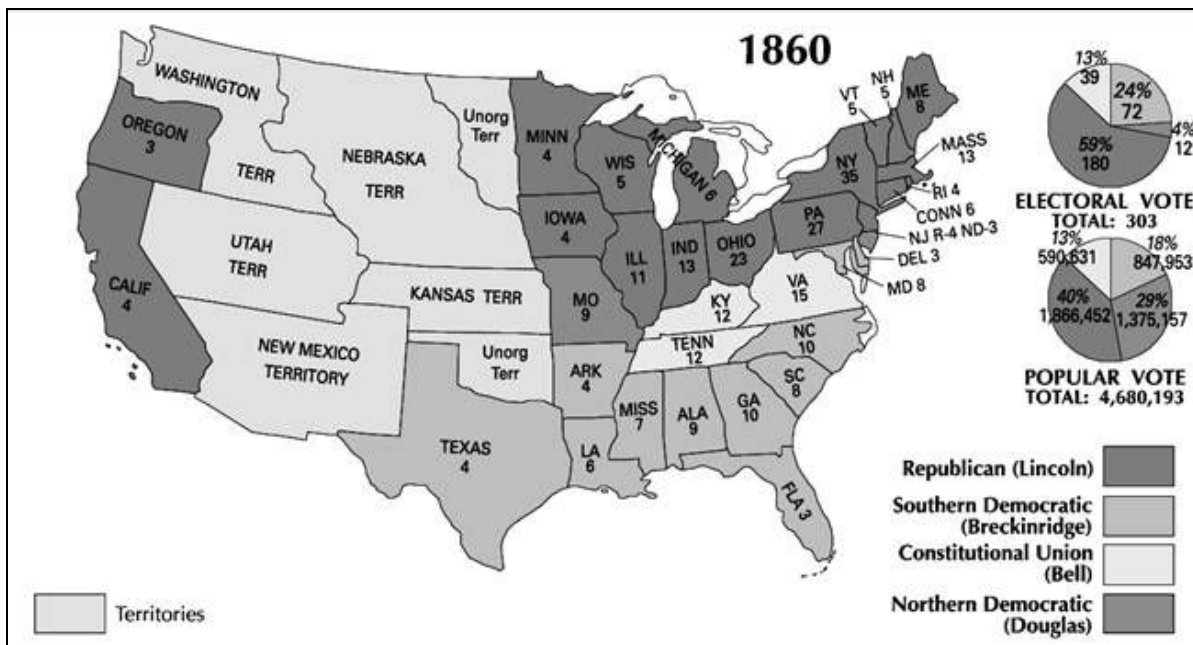 1860
WASHINGTON
TERR
OREGON
3
CALIF
4
UTAH
TERR
NEBRASKA
TERR
Unorg
Terr
KANSAS TERR
NEW MEXICO
TERRITORY
Unorg
Terr
TEXAS
4
MINN
4
IOWA
4
MO
9
ARK
4
LA
6
WIS
5
ILL
11
MICHIGAN 6
IND
13
OHIO
23
KY
12
TENN
12
MISS
7
ALA
9
GA
10
FLA 3
SC
8
NC
10
VA
15
PA
27
NY
35
VT
5
NH
5
ME
8
MASS
13
RI 4
CONN 6
NJ R-4 ND-3
DEL 3
MD 8
13%
39
24%
72
4%
12
59%
180
ELECTORAL VOTE
TOTAL: 303
13%
590,631
18%
847,953
40%
1,866,452
29%
1,375,157
POPULAR VOTE
TOTAL: 4,680,193
Republican (Lincoln)
Southern Democratic
(Breckinridge)
Constitutional Union
(Bell)
Northern Democratic
(Douglas)
Territories